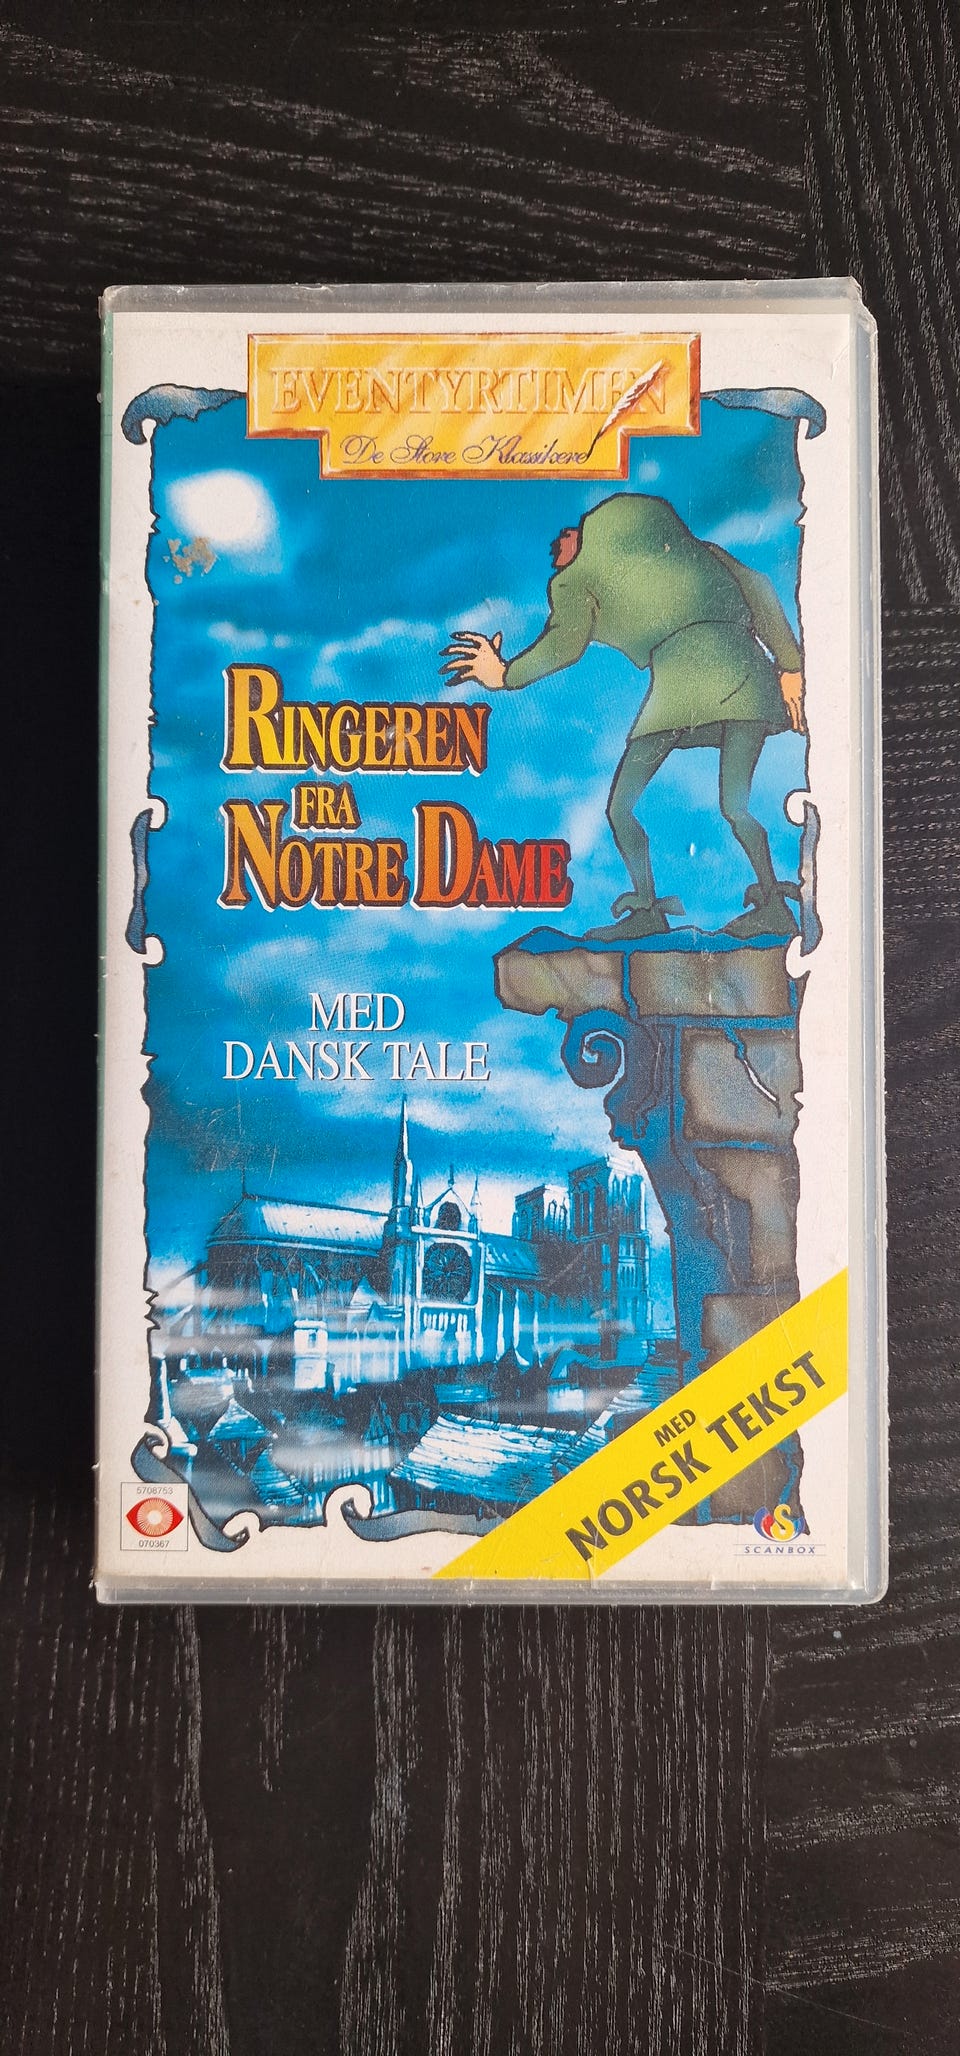 EVENTYRTIMEN
De Store Klassikere
RINGEREN
FRA
NOTRE DAME
MED
DANSK TALE
MED
NORSK TEKST
5708753
070367
SCANBOX